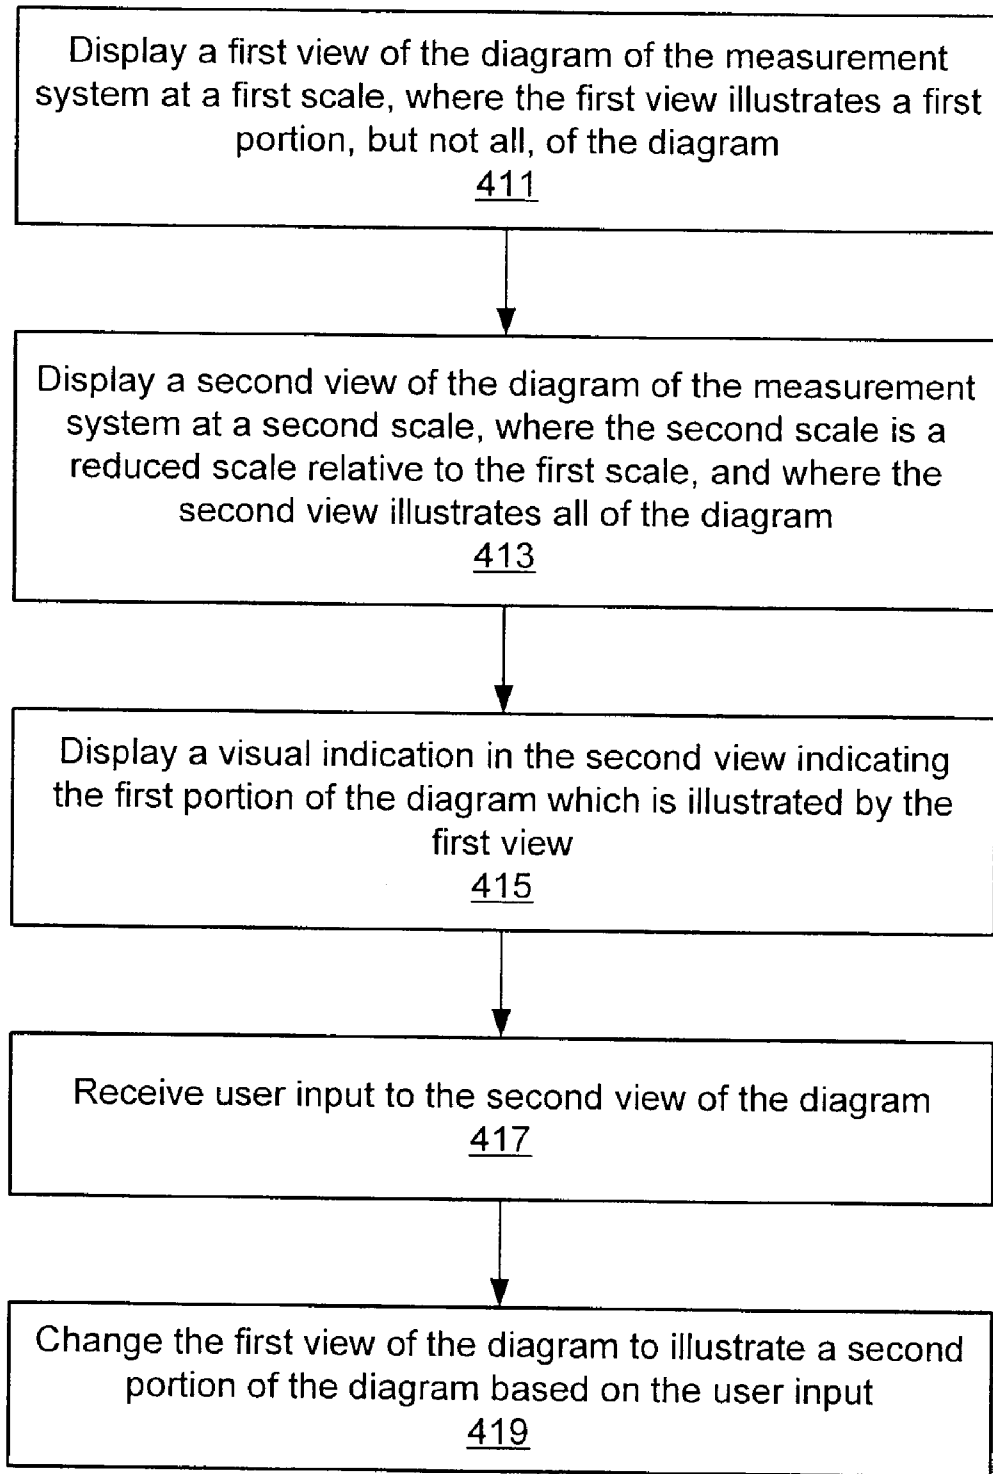 Display a first view of the diagram of the measurement
system at a first scale, where the first view illustrates a first
portion, but not all, of the diagram
411
Display a second view of the diagram of the measurement
system at a second scale, where the second scale is a
reduced scale relative to the first scale, and where the
second view illustrates all of the diagram
413
Display a visual indication in the second view indicating
the first portion of the diagram which is illustrated by the
first view
415
Receive user input to the second view of the diagram
417
Change the first view of the diagram to illustrate a second
portion of the diagram based on the user input
419